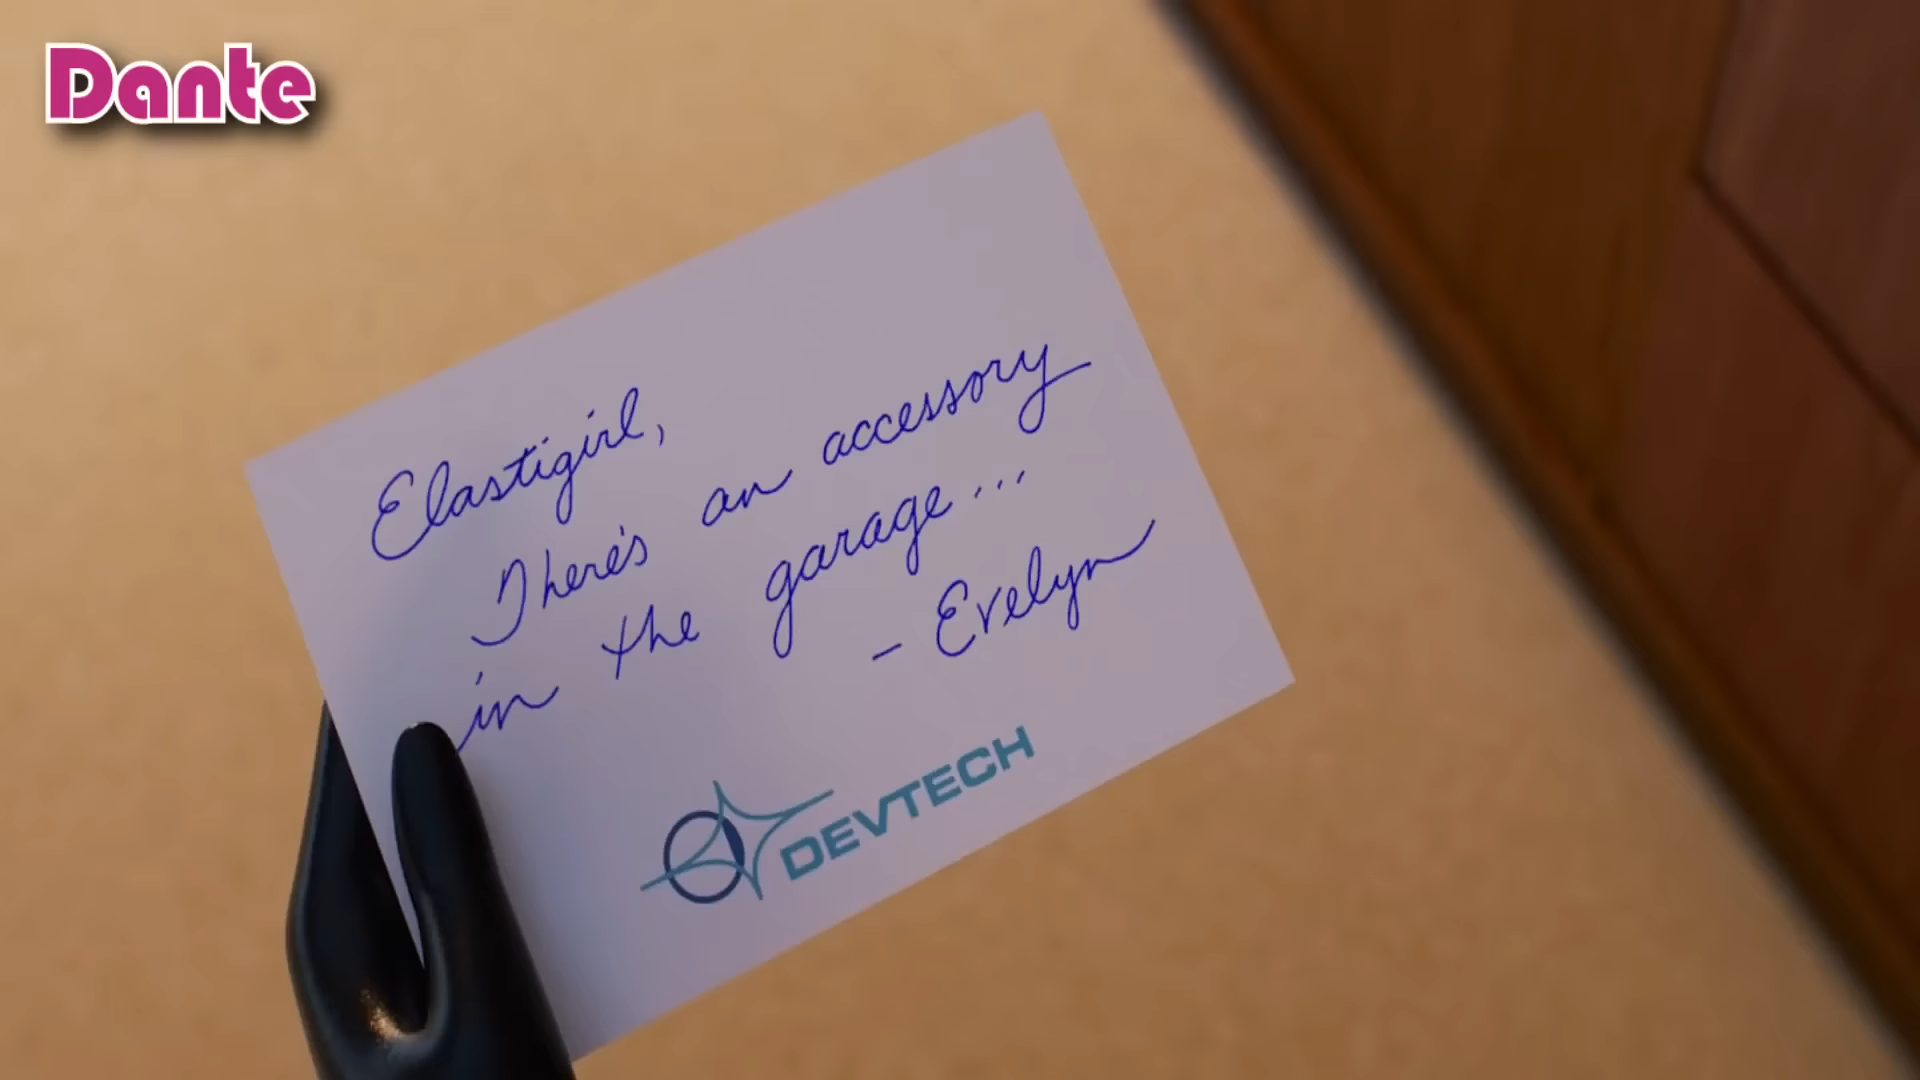 Dante
Elastigirl,
There's an accessory
in the garage...
- Evelyn
DEVTECH